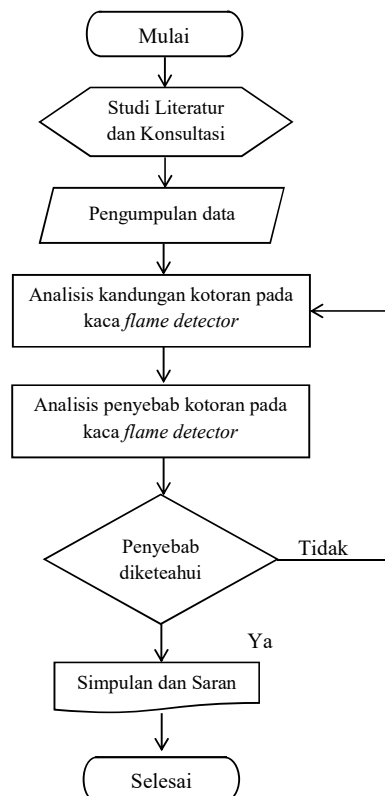 Mulai
Studi Literatur
dan Konsultasi
Pengumpulan data
Analisis kandungan kotoran pada
kaca flame detector
Analisis penyebab kotoran pada
kaca flame detector
Penyebab
diketeahui
Tidak
Ya
Simpulan dan Saran
Selesai